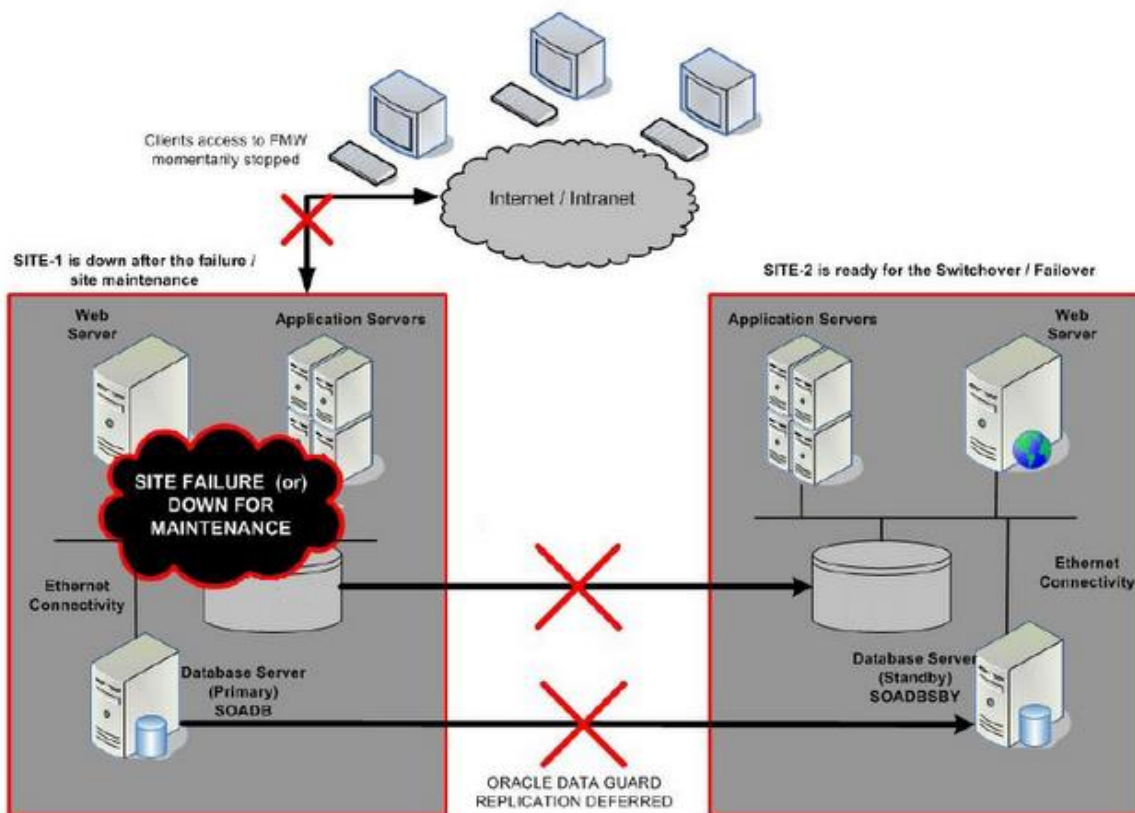 Clients access to FMW
momentarily stopped
Internet / Intranet
SITE-1 is down after the failure /
site maintenance
SITE-2 is ready for the Switchover / Failover
Web
Server
Application Servers
SITE FAILURE (or)
DOWN FOR
MAINTENANCE
Ethernet
Connectivity
Database Server
(Primary)
SOADB
Application Servers
Web
Server
Ethernet
Connectivity
Database Server
(Standby)
SOADBSBY
ORACLE DATA GUARD
REPLICATION DEFERRED